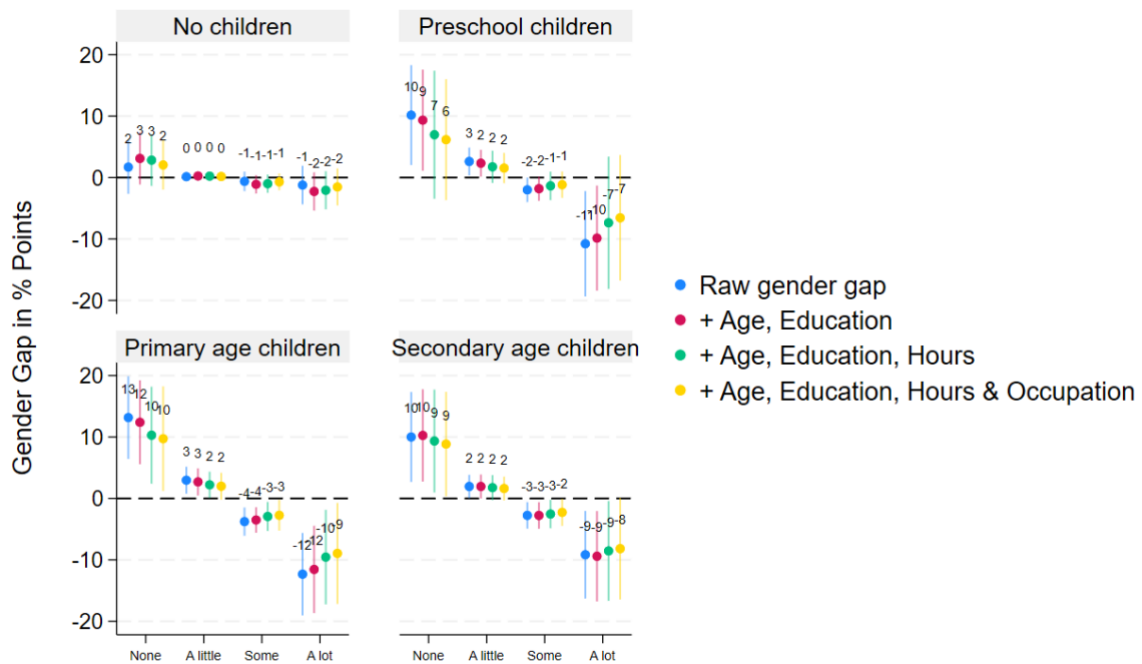 No children
Preschool children
20
10
0
-10
-20
2 3 3 2
0 0 0 0
-1 -1 -1 -1
-1 -2 -2 -2
10 9 7 6
3 2 2 2
-2 -2 -1 -1
-11 -10 -7 -7
Gender Gap in % Points
Raw gender gap
+ Age, Education
+ Age, Education, Hours
+ Age, Education, Hours & Occupation
Primary age children
Secondary age children
20
10
0
-10
-20
13 12 10 10
3 3 2 2
-4 -4 -3 -3
-12 -12 -10 -9
10 10 9 9
2 2 2 2
-3 -3 -3 -2
-9 -9 -9 -8
None A little Some A lot
None A little Some A lot